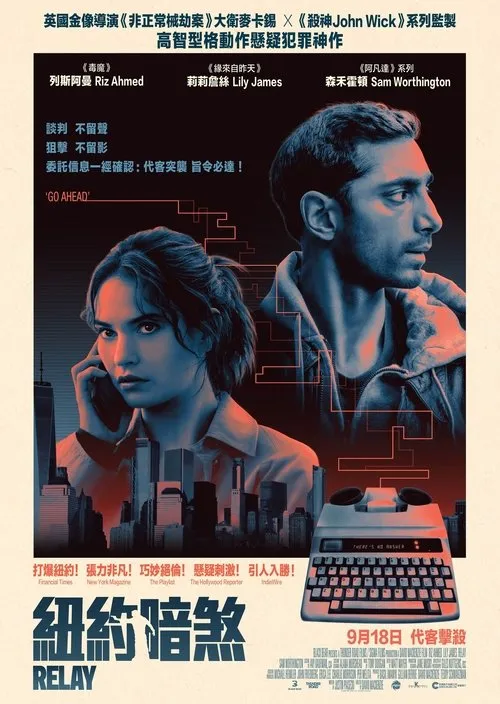 英國金像導演《非正常械劫案》大衛麥卡錫 ╳《殺神John Wick》系列監製
高智型格動作懸疑犯罪神作
《毒魔》 《緣來自昨天》 《阿凡達》系列
列斯阿曼 Riz Ahmed 莉莉詹絲 Lily James 森禾霍頓 Sam Worthington
談判 不留聲
狙擊 不留影
委託信息一經確認：代客突襲 旨令必達！
‘GO AHEAD’
THERE'S NO ANSWER
打爆紐約！ 張力非凡！ 巧妙絕倫！ 懸疑刺激！ 引人入勝！
Financial Times New York Magazine The Playlist The Hollywood Reporter IndieWire
紐約暗煞
RELAY
9月18日 代客擊殺